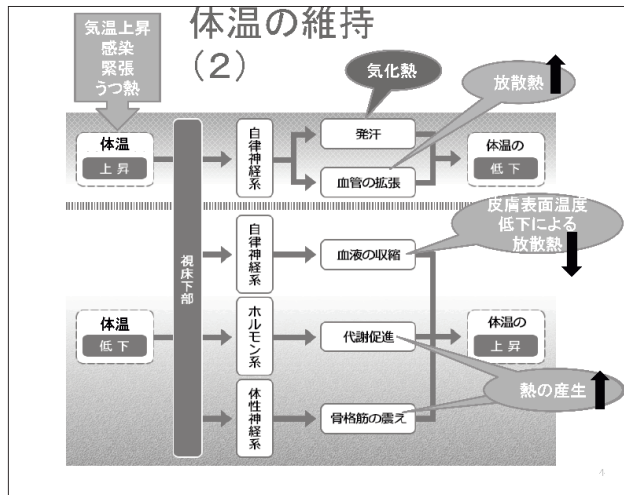 体温の維持
（2）
気温上昇
感染
緊張
うつ熱
気化熱
放散熱
体温
上昇
視床下部
自律神経系
発汗
血管の拡張
体温の
低下
皮膚表面温度
低下による
放散熱
自律神経系
血液の収縮
体温
低下
ホルモン系
代謝促進
体温の
上昇
体性神経系
骨格筋の震え
熱の産生
4